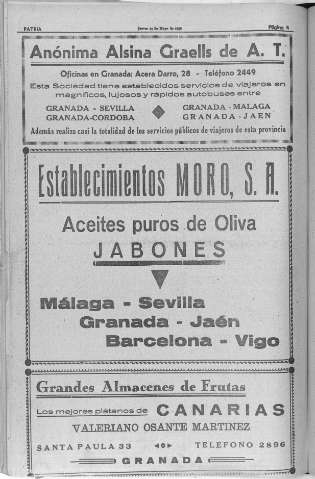 PATRIA
Página 4
Anónima Alsina Graells de A. T.
Oficinas en Granada: Acera Darro, 28 - Teléfono 2449
Esta Sociedad tiene establecidos servicios de viajeros en
magníficos, lujosos y rápidos autobuses entre
GRANADA - SEVILLA GRANADA - MALAGA
GRANADA-CORDOBA GRANADA - JAEN
Además realiza casi la totalidad de los servicios públicos de viajeros de esta provincia
Establecimientos MORO, S. A.
Aceites puros de Oliva
JABONES
Málaga - Sevilla
Granada - Jaén
Barcelona - Vigo
Grandes Almacenes de Frutas
Los mejores plátanos de CANARIAS
VALERIANO OSANTE MARTINEZ
SANTA PAULA 33 TELEFONO 2896
GRANADA